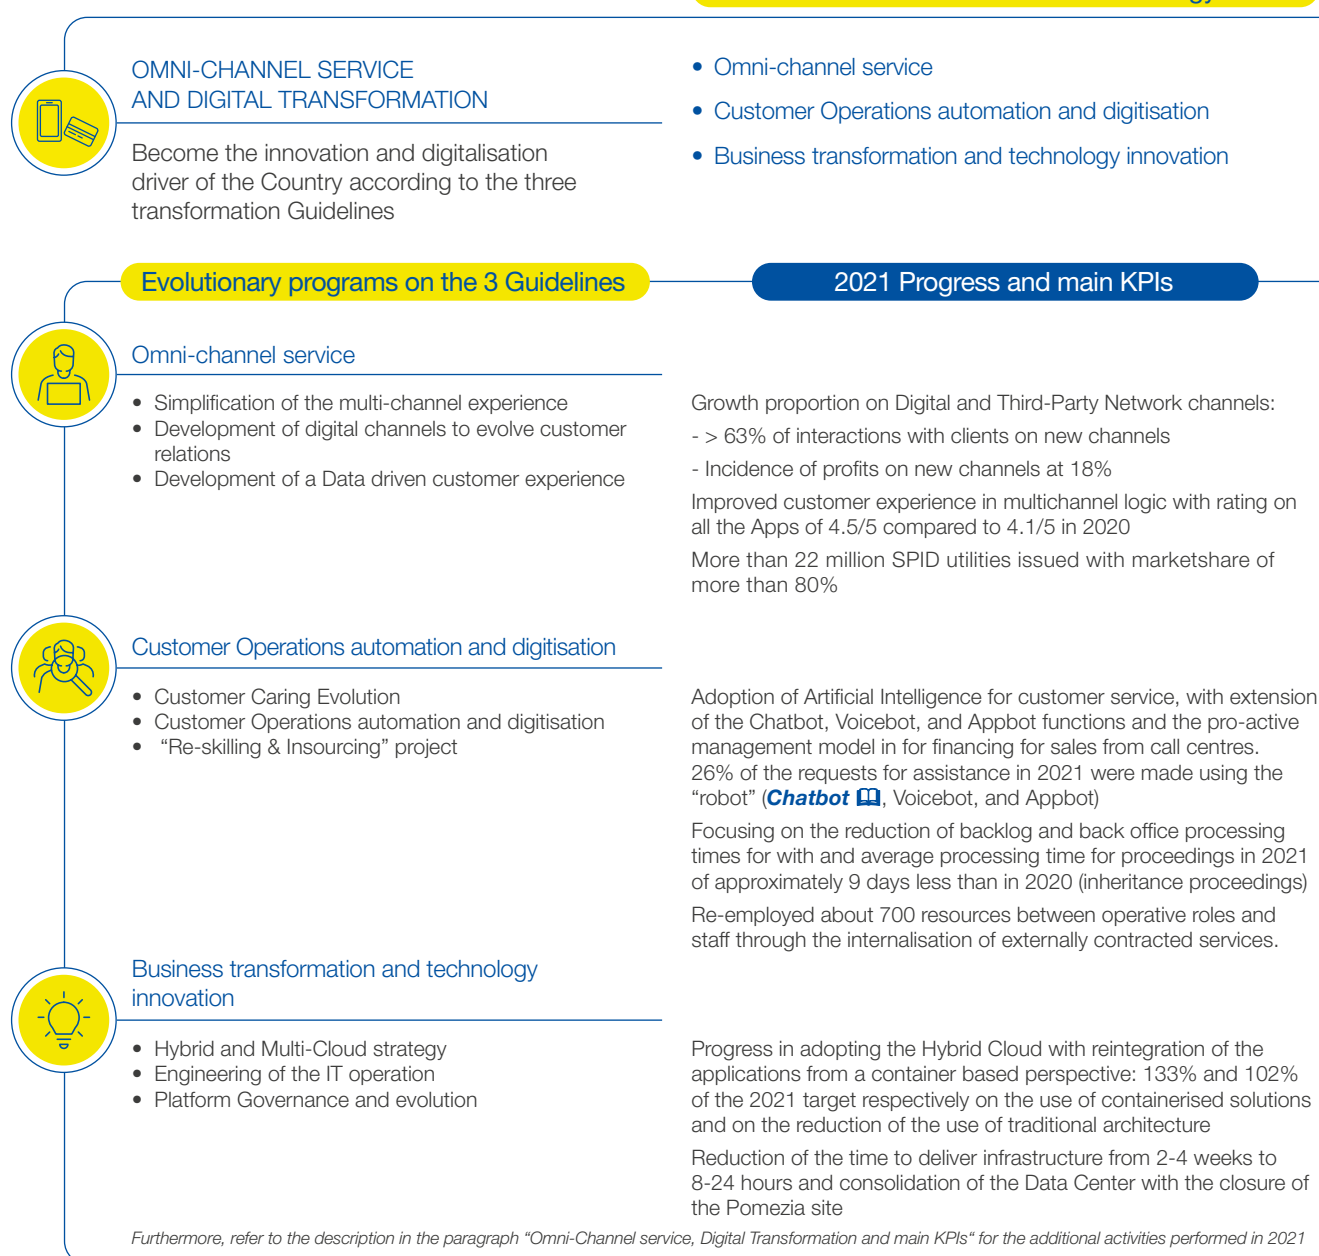 OMNI-CHANNEL SERVICE
AND DIGITAL TRANSFORMATION
Become the innovation and digitalisation
driver of the Country according to the three
transformation Guidelines
• Omni-channel service
• Customer Operations automation and digitisation
• Business transformation and technology innovation
Evolutionary programs on the 3 Guidelines
2021 Progress and main KPIs
Omni-channel service
• Simplification of the multi-channel experience
• Development of digital channels to evolve customer
relations
• Development of a Data driven customer experience
Growth proportion on Digital and Third-Party Network channels:
- > 63% of interactions with clients on new channels
- Incidence of profits on new channels at 18%
Improved customer experience in multichannel logic with rating on
all the Apps of 4.5/5 compared to 4.1/5 in 2020
More than 22 million SPID utilities issued with marketshare of
more than 80%
Customer Operations automation and digitisation
• Customer Caring Evolution
• Customer Operations automation and digitisation
• “Re-skilling & Insourcing” project
Adoption of Artificial Intelligence for customer service, with extension
of the Chatbot, Voicebot, and Appbot functions and the pro-active
management model in for financing for sales from call centres.
26% of the requests for assistance in 2021 were made using the
“robot” (Chatbot , Voicebot, and Appbot)
Focusing on the reduction of backlog and back office processing
times for with and average processing time for proceedings in 2021
of approximately 9 days less than in 2020 (inheritance proceedings)
Re-employed about 700 resources between operative roles and
staff through the internalisation of externally contracted services.
Business transformation and technology
innovation
• Hybrid and Multi-Cloud strategy
• Engineering of the IT operation
• Platform Governance and evolution
Progress in adopting the Hybrid Cloud with reintegration of the
applications from a container based perspective: 133% and 102%
of the 2021 target respectively on the use of containerised solutions
and on the reduction of the use of traditional architecture
Reduction of the time to deliver infrastructure from 2-4 weeks to
8-24 hours and consolidation of the Data Center with the closure of
the Pomezia site
Furthermore, refer to the description in the paragraph “Omni-Channel service, Digital Transformation and main KPIs“ for the additional activities performed in 2021